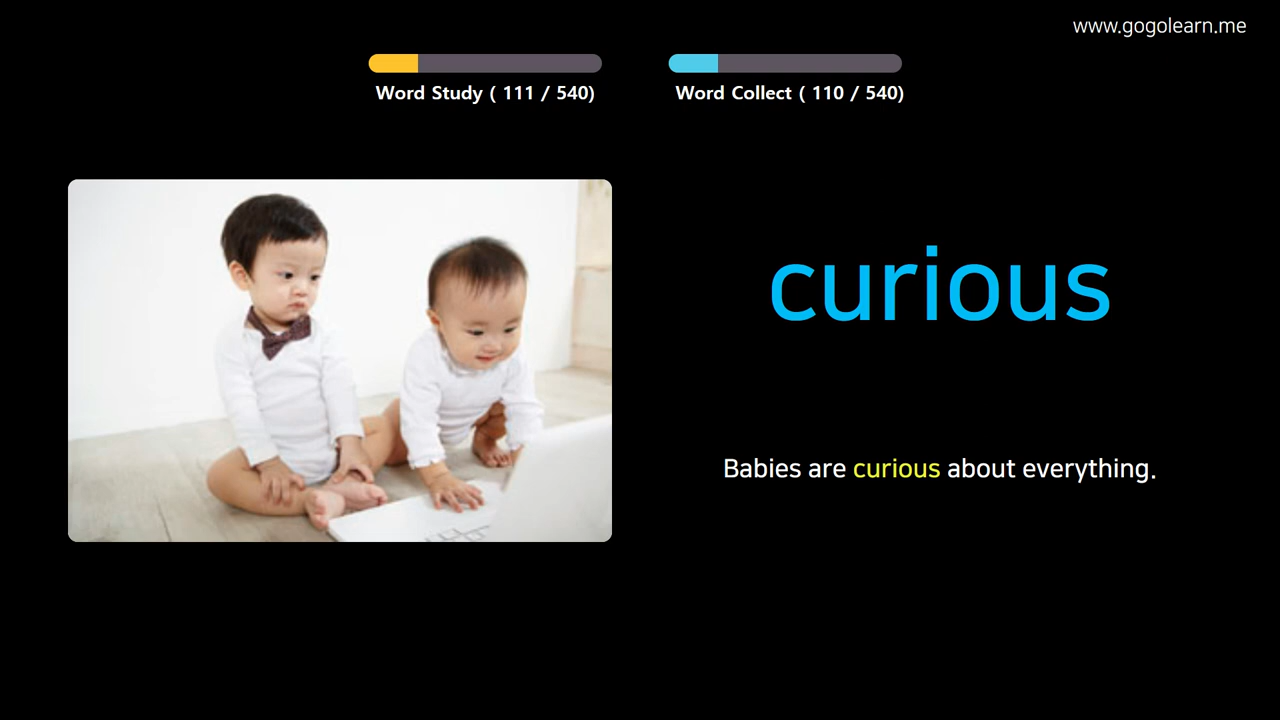 www.gogolearn.me
Word Study ( 111 / 540)
Word Collect ( 110 / 540)
curious
Babies are curious about everything.